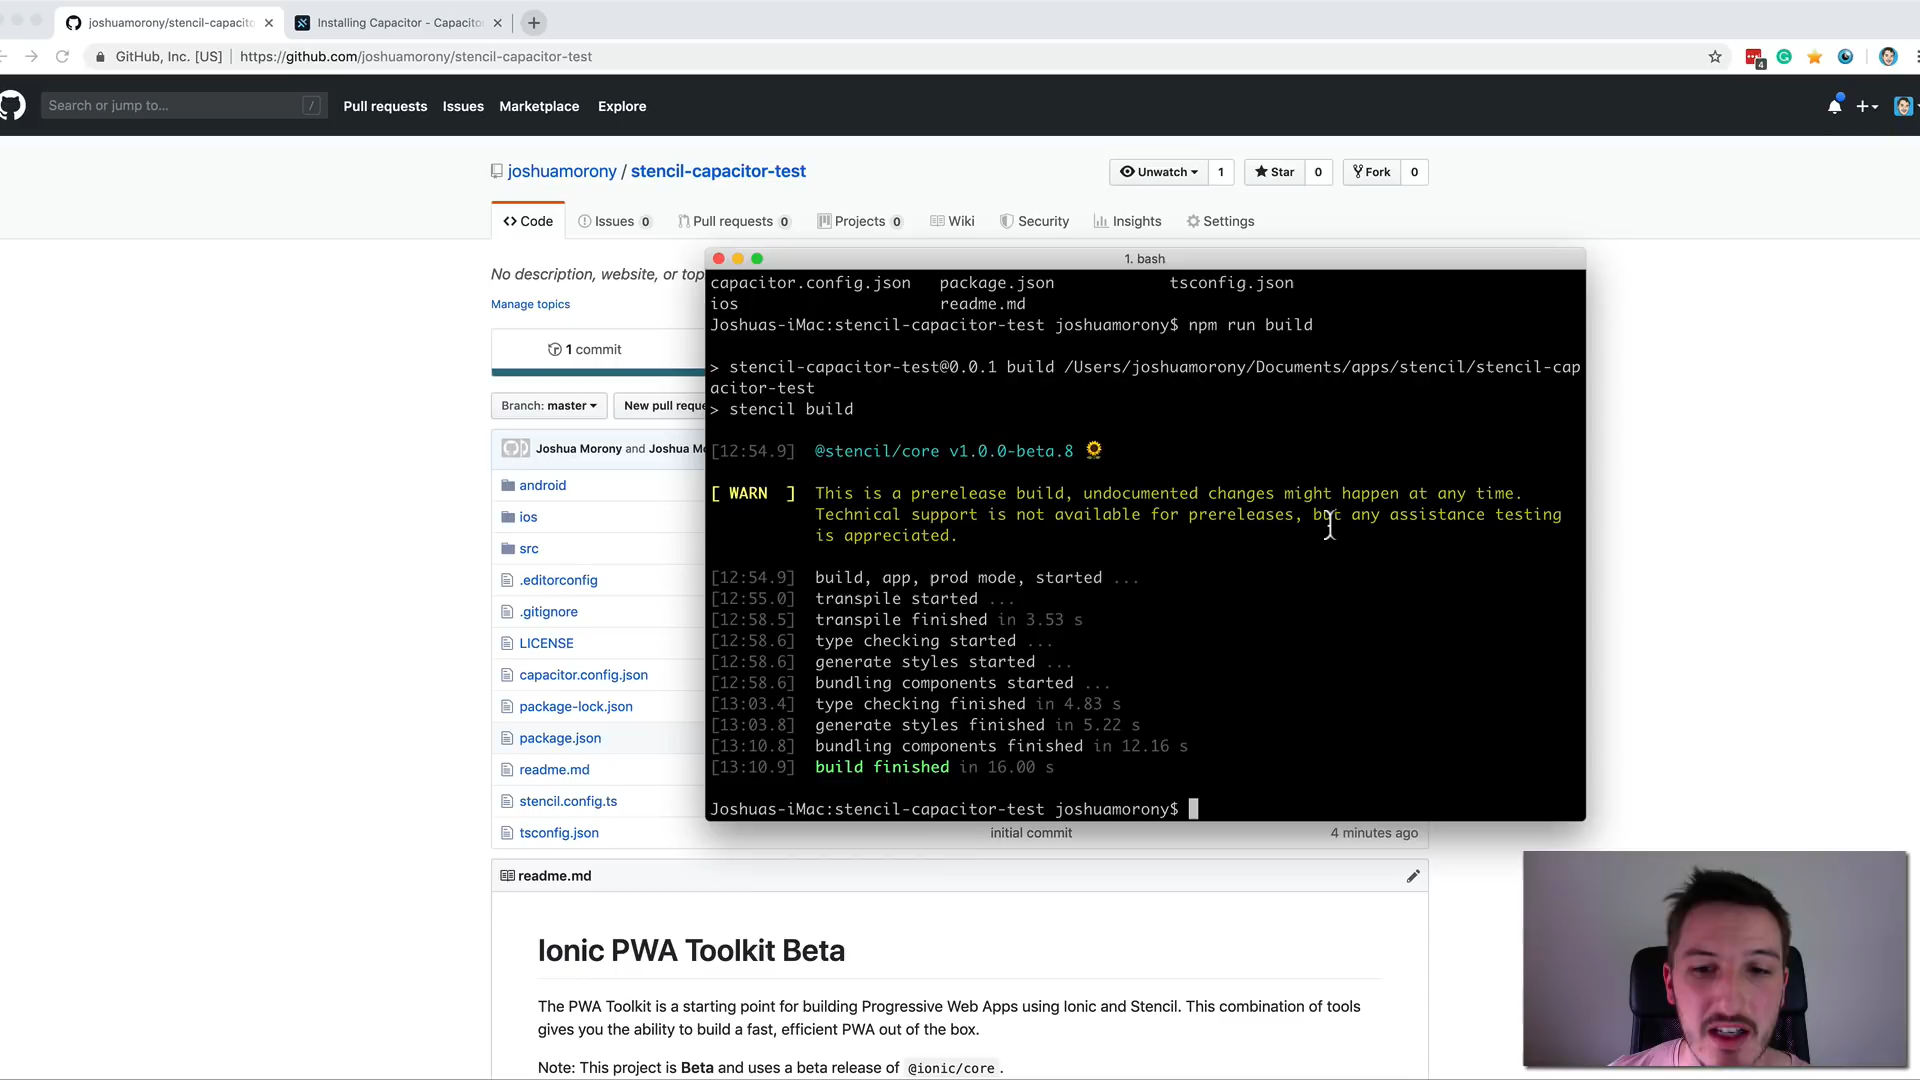 joshuamorony/stencil-capacito
Installing Capacitor - Capacito
GitHub, Inc. [US]
https://github.com/joshuamorony/stencil-capacitor-test
4
Search or jump to...
/
Pull requests
Issues
Marketplace
Explore
joshuamorony / stencil-capacitor-test
Unwatch 1
Star 0
Fork 0
Code
Issues 0
Pull requests 0
Projects 0
Wiki
Security
Insights
Settings
No description, website, or top
Manage topics
1 commit
Branch: master
New pull reque
Joshua Morony and Joshua Mo
android
ios
src
.editorconfig
.gitignore
LICENSE
capacitor.config.json
package-lock.json
package.json
readme.md
stencil.config.ts
tsconfig.json
initial commit
4 minutes ago
1. bash
capacitor.config.json package.json tsconfig.json
ios readme.md
Joshuas-iMac:stencil-capacitor-test joshuamorony$ npm run build
> stencil-capacitor-test@0.0.1 build /Users/joshuamorony/Documents/apps/stencil/stencil-cap
acitor-test
> stencil build
[12:54.9] @stencil/core v1.0.0-beta.8 🌻
[ WARN ] This is a prerelease build, undocumented changes might happen at any time.
Technical support is not available for prereleases, but any assistance testing
is appreciated.
[12:54.9] build, app, prod mode, started ...
[12:55.0] transpile started ...
[12:58.5] transpile finished in 3.53 s
[12:58.6] type checking started ...
[12:58.6] generate styles started ...
[12:58.6] bundling components started ...
[13:03.4] type checking finished in 4.83 s
[13:03.8] generate styles finished in 5.22 s
[13:10.8] bundling components finished in 12.16 s
[13:10.9] build finished in 16.00 s
Joshuas-iMac:stencil-capacitor-test joshuamorony$
readme.md
Ionic PWA Toolkit Beta
The PWA Toolkit is a starting point for building Progressive Web Apps using Ionic and Stencil. This combination of tools
gives you the ability to build a fast, efficient PWA out of the box.
Note: This project is Beta and uses a beta release of @ionic/core .